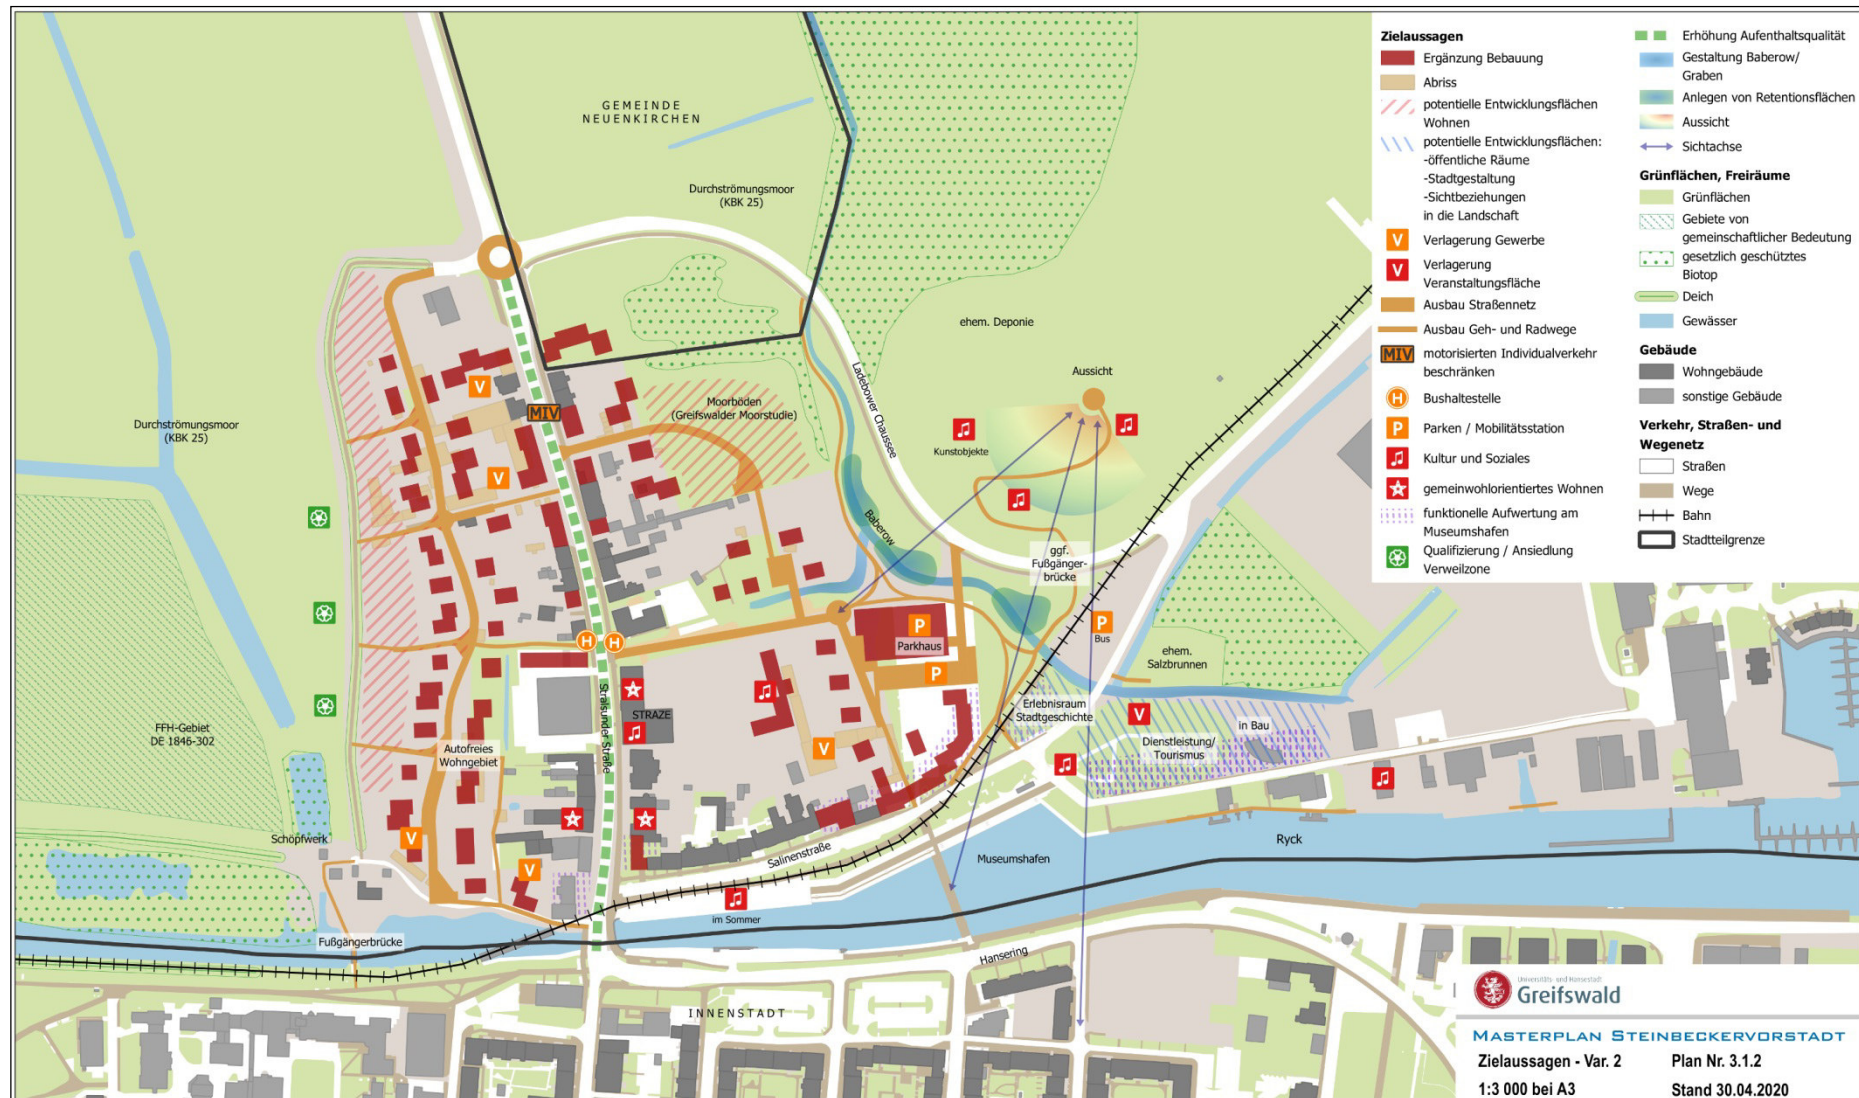 GEMEINDE
NEUENKIRCHEN
Durchströmungsmoor
(KBK 25)
ehem. Deponie
Ladebower Chaussee
Aussicht
Kunstobjekte
Moorböden
(Greifswalder Moorstudie)
V
MIV
Durchströmungsmoor
(KBK 25)
V
Baberow
ggf.
Fußgänger-
brücke
H
H
P
Parkhaus
P
P
Bus
ehem.
Salzbrunnen
Erlebnisraum
Stadtgeschichte
V
in Bau
Dienstleistung/
Tourismus
FFH-Gebiet
DE 1846-302
Autofreies
Wohngebiet
Stralsunder Straße
STRAZE
V
Schöpfwerk
V
V
Salinenstraße
Museumshafen
Ryck
im Sommer
Fußgängerbrücke
Hansering
INNENSTADT
Zielaussagen
Ergänzung Bebauung
Abriss
potentielle Entwicklungsflächen
Wohnen
potentielle Entwicklungsflächen:
-öffentliche Räume
-Stadtgestaltung
-Sichtbeziehungen
in die Landschaft
V Verlagerung Gewerbe
V Verlagerung
Veranstaltungsfläche
Ausbau Straßennetz
Ausbau Geh- und Radwege
MIV motorisierten Individualverkehr
beschränken
H Bushaltestelle
P Parken / Mobilitätsstation
Kultur und Soziales
gemeinwohlorientiertes Wohnen
funktionelle Aufwertung am
Museumshafen
Qualifizierung / Ansiedlung
Verweilzone
Erhöhung Aufenthaltsqualität
Gestaltung Baberow/
Graben
Anlegen von Retentionsflächen
Aussicht
Sichtachse
Grünflächen, Freiräume
Grünflächen
Gebiete von
gemeinschaftlicher Bedeutung
gesetzlich geschütztes
Biotop
Deich
Gewässer
Gebäude
Wohngebäude
sonstige Gebäude
Verkehr, Straßen- und
Wegenetz
Straßen
Wege
Bahn
Stadtteilgrenze
Universitäts- und Hansestadt
Greifswald
MASTERPLAN STEINBECKERVORSTADT
Zielaussagen - Var. 2
Plan Nr. 3.1.2
1:3 000 bei A3
Stand 30.04.2020